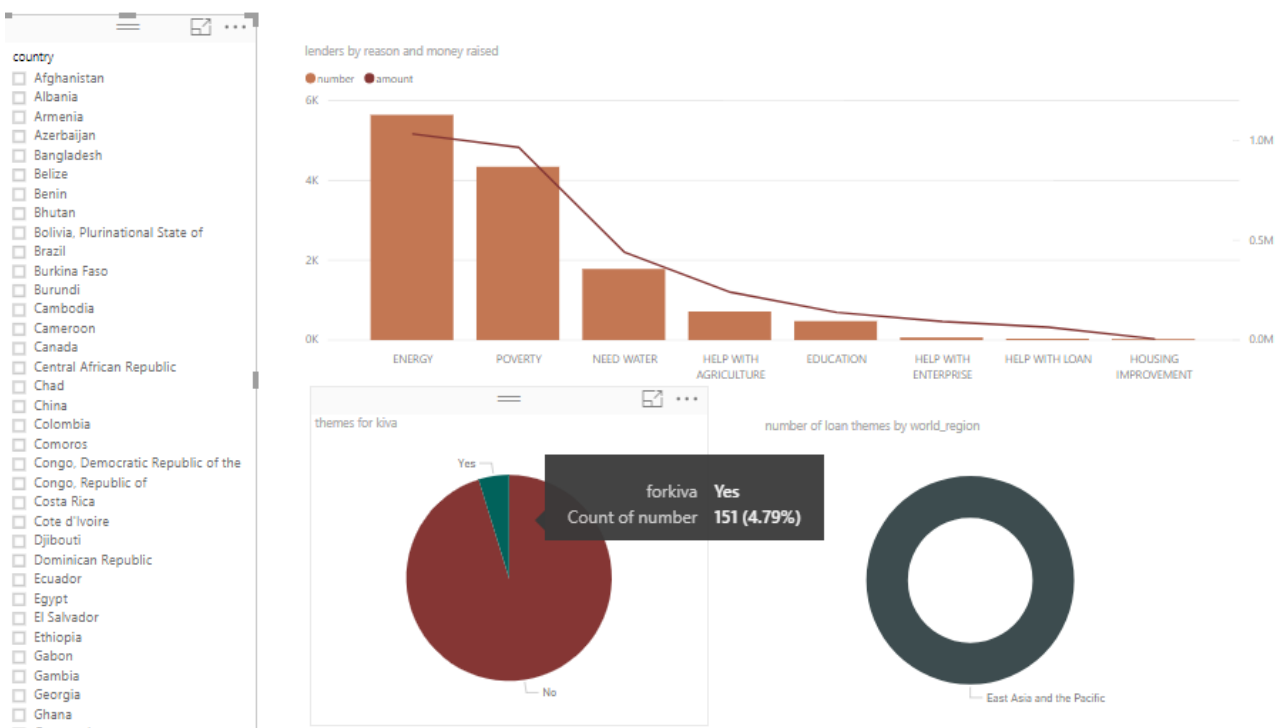 country
Afghanistan
Albania
Armenia
Azerbaijan
Bangladesh
Belize
Benin
Bhutan
Bolivia, Plurinational State of
Brazil
Burkina Faso
Burundi
Cambodia
Cameroon
Canada
Central African Republic
Chad
China
Colombia
Comoros
Congo, Democratic Republic of the
Congo, Republic of
Costa Rica
Cote d'Ivoire
Djibouti
Dominican Republic
Ecuador
Egypt
El Salvador
Ethiopia
Gabon
Gambia
Georgia
Ghana
lenders by reason and money raised
number amount
6K
4K
2K
0K
1.0M
0.5M
0.0M
ENERGY
POVERTY
NEED WATER
HELP WITH
AGRICULTURE
EDUCATION
HELP WITH
ENTERPRISE
HELP WITH LOAN
HOUSING
IMPROVEMENT
themes for kiva
Yes
No
forkiva Yes
Count of number 151 (4.79%)
number of loan themes by world_region
East Asia and the Pacific